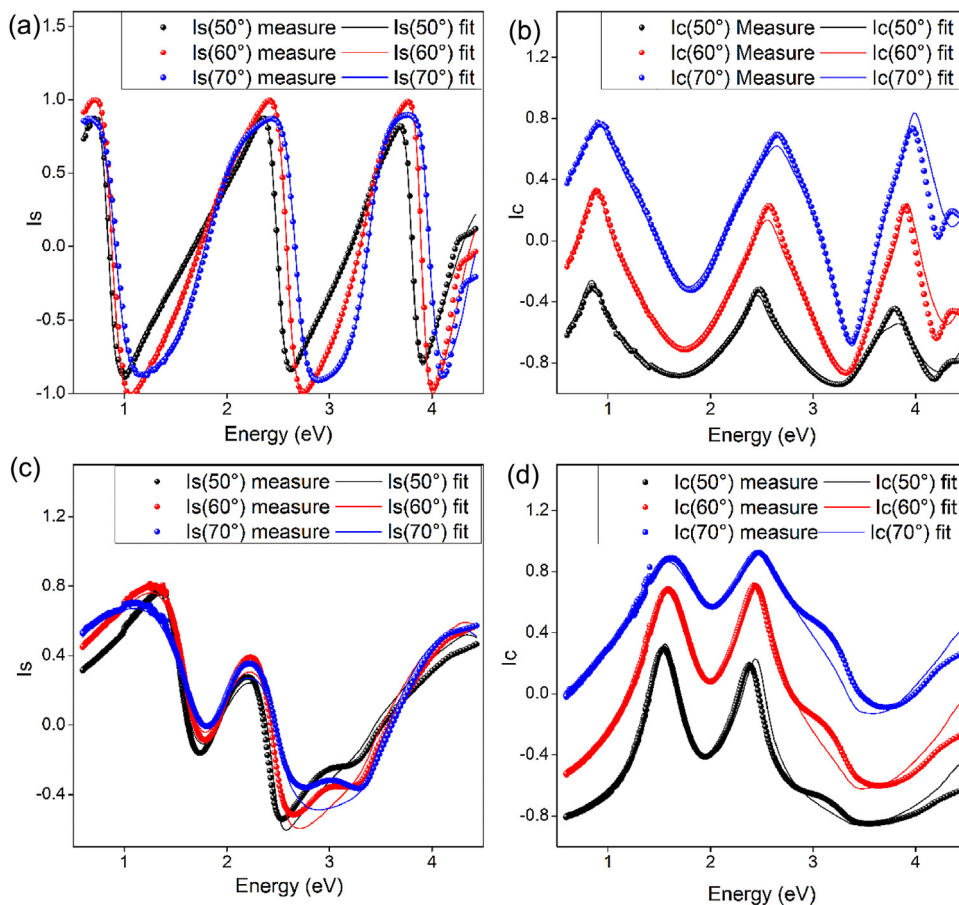 (a)
Is(50°) measure Is(50°) fit
Is(60°) measure Is(60°) fit
Is(70°) measure Is(70°) fit
1.5
1.0
0.5
0.0
-0.5
-1.0
Is
1 2 3 4
Energy (eV)
(b)
Ic(50°) Measure Ic(50°) fit
Ic(60°) Measure Ic(60°) fit
Ic(70°) Measure Ic(70°) fit
1.2
0.8
0.4
0.0
-0.4
-0.8
Ic
1 2 3 4
Energy (eV)
(c)
Is(50°) measure Is(50°) fit
Is(60°) measure Is(60°) fit
Is(70°) measure Is(70°) fit
1.2
0.8
0.4
0.0
-0.4
Is
1 2 3 4
Energy (eV)
(d)
Ic(50°) measure Ic(50°) fit
Ic(60°) measure Ic(60°) fit
Ic(70°) measure Ic(70°) fit
1.2
0.8
0.4
0.0
-0.4
-0.8
Ic
1 2 3 4
Energy (eV)